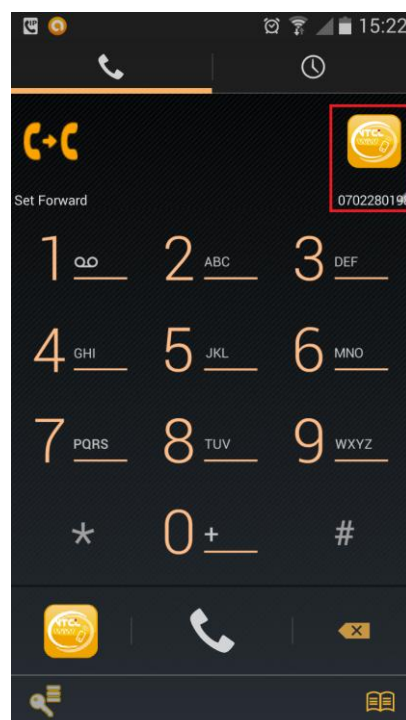 15:22
Set Forward
070228019
1
2 ABC
3 DEF
4 GHI
5 JKL
6 MNO
7 PQRS
8 TUV
9 WXYZ
*
0 +
#